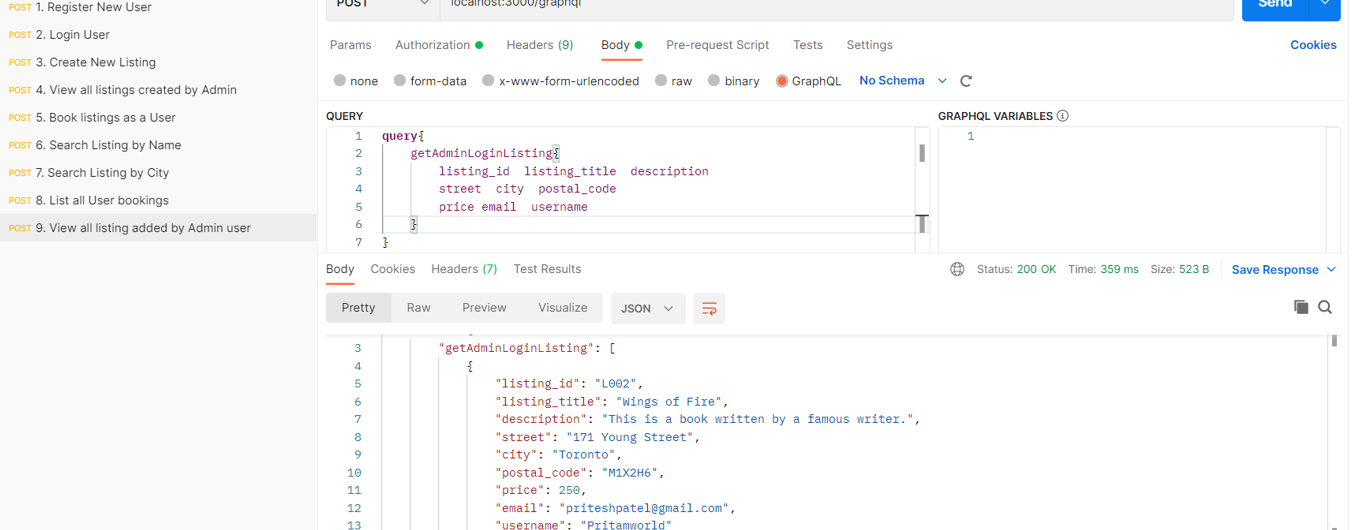 POST 1. Register New User
POST 2. Login User
POST 3. Create New Listing
POST 4. View all listings created by Admin
POST 5. Book listings as a User
POST 6. Search Listing by Name
POST 7. Search Listing by City
POST 8. List all User bookings
POST 9. View all listing added by Admin user
POST localhost:3000/graphql Send
Params Authorization Headers (9) Body Pre-request Script Tests Settings Cookies
none form-data x-www-form-urlencoded raw binary GraphQL No Schema
QUERY
1 query{
2 getAdminLoginListing{
3 listing_id listing_title description
4 street city postal_code
5 price email username
6 }
7 }
GRAPHQL VARIABLES
1
Body Cookies Headers (7) Test Results Status: 200 OK Time: 359 ms Size: 523 B Save Response
Pretty Raw Preview Visualize JSON
3 "getAdminLoginListing": [
4 {
5 "listing_id": "L002",
6 "listing_title": "Wings of Fire",
7 "description": "This is a book written by a famous writer.",
8 "street": "171 Young Street",
9 "city": "Toronto",
10 "postal_code": "M1X2H6",
11 "price": 250,
12 "email": "priteshpatel@gmail.com",
13 "username": "Pritamworld"